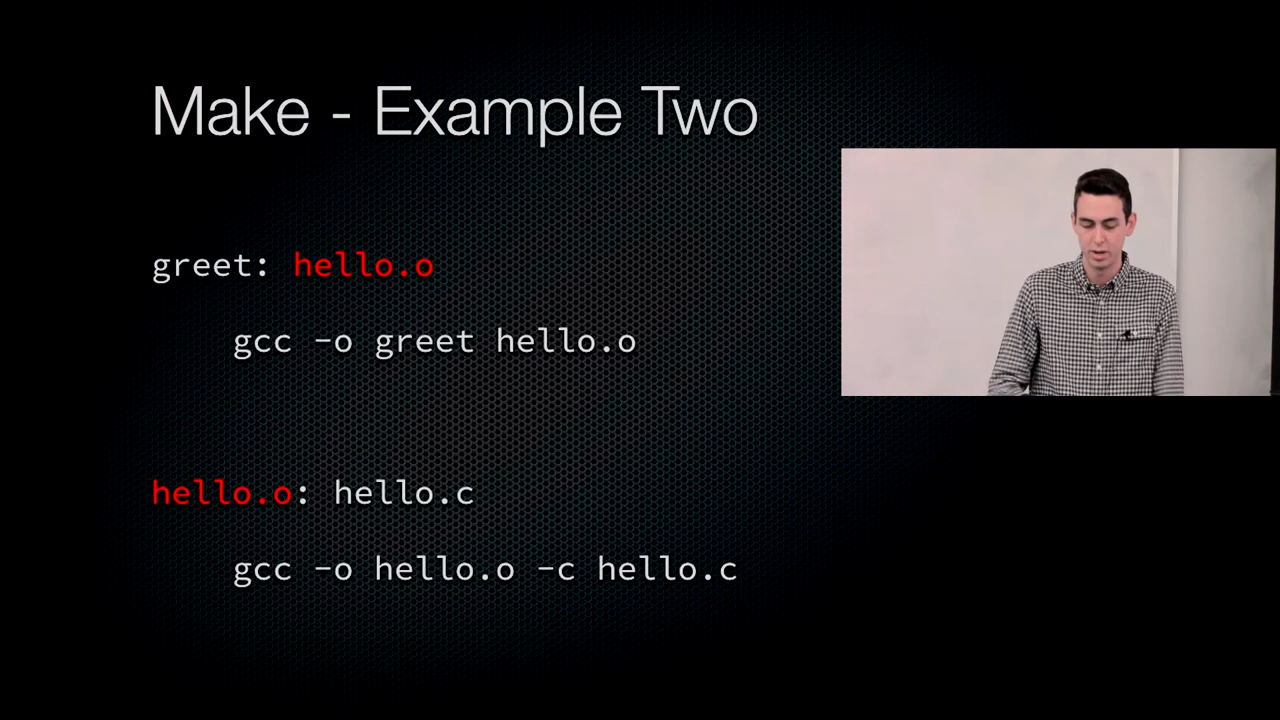 Make - Example Two
greet: hello.o
gcc -o greet hello.o
hello.o: hello.c
gcc -o hello.o -c hello.c